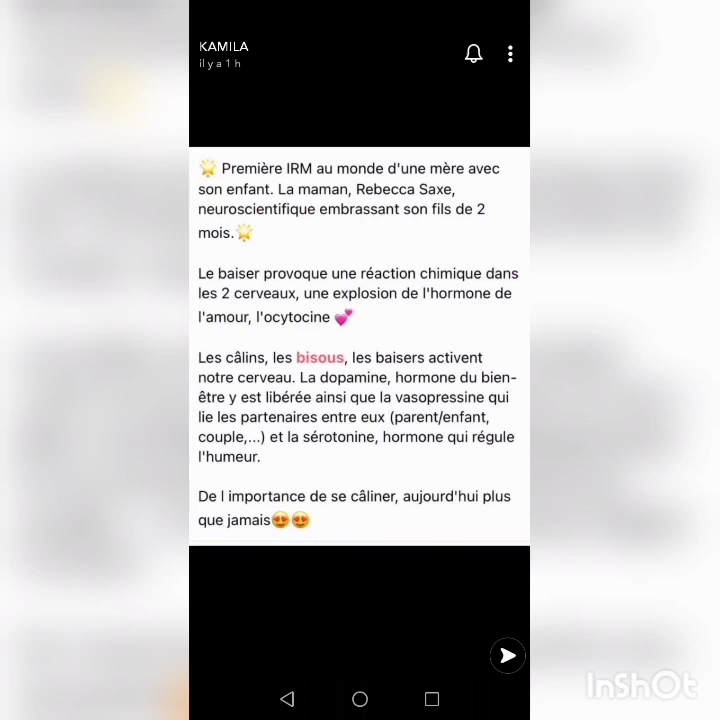 KAMILA
il y a 1 h
🌟 Première IRM au monde d'une mère avec
son enfant. La maman, Rebecca Saxe,
neuroscientifique embrassant son fils de 2
mois.🌟
Le baiser provoque une réaction chimique dans
les 2 cerveaux, une explosion de l'hormone de
l'amour, l'ocytocine 💕
Les câlins, les bisous, les baisers activent
notre cerveau. La dopamine, hormone du bien-
être y est libérée ainsi que la vasopressine qui
lie les partenaires entre eux (parent/enfant,
couple,...) et la sérotonine, hormone qui régule
l'humeur.
De l importance de se câliner, aujourd'hui plus
que jamais😍😍
InShOt